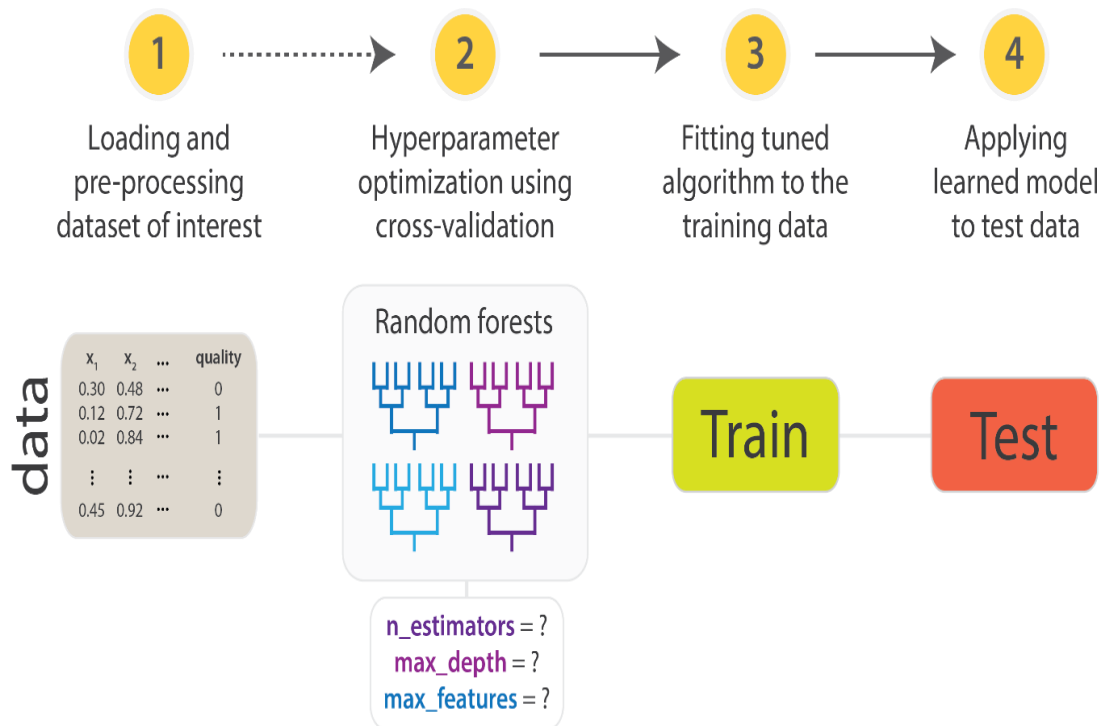 1
2
3
4
Loading and
pre-processing
dataset of interest
Hyperparameter
optimization using
cross-validation
Fitting tuned
algorithm to the
training data
Applying
learned model
to test data
data
x₁ x₂ ... quality
0.30 0.48 ... 0
0.12 0.72 ... 1
0.02 0.84 ... 1
⋮ ⋮ ... ⋮
0.45 0.92 ... 0
Random forests
n_estimators = ?
max_depth = ?
max_features = ?
Train
Test